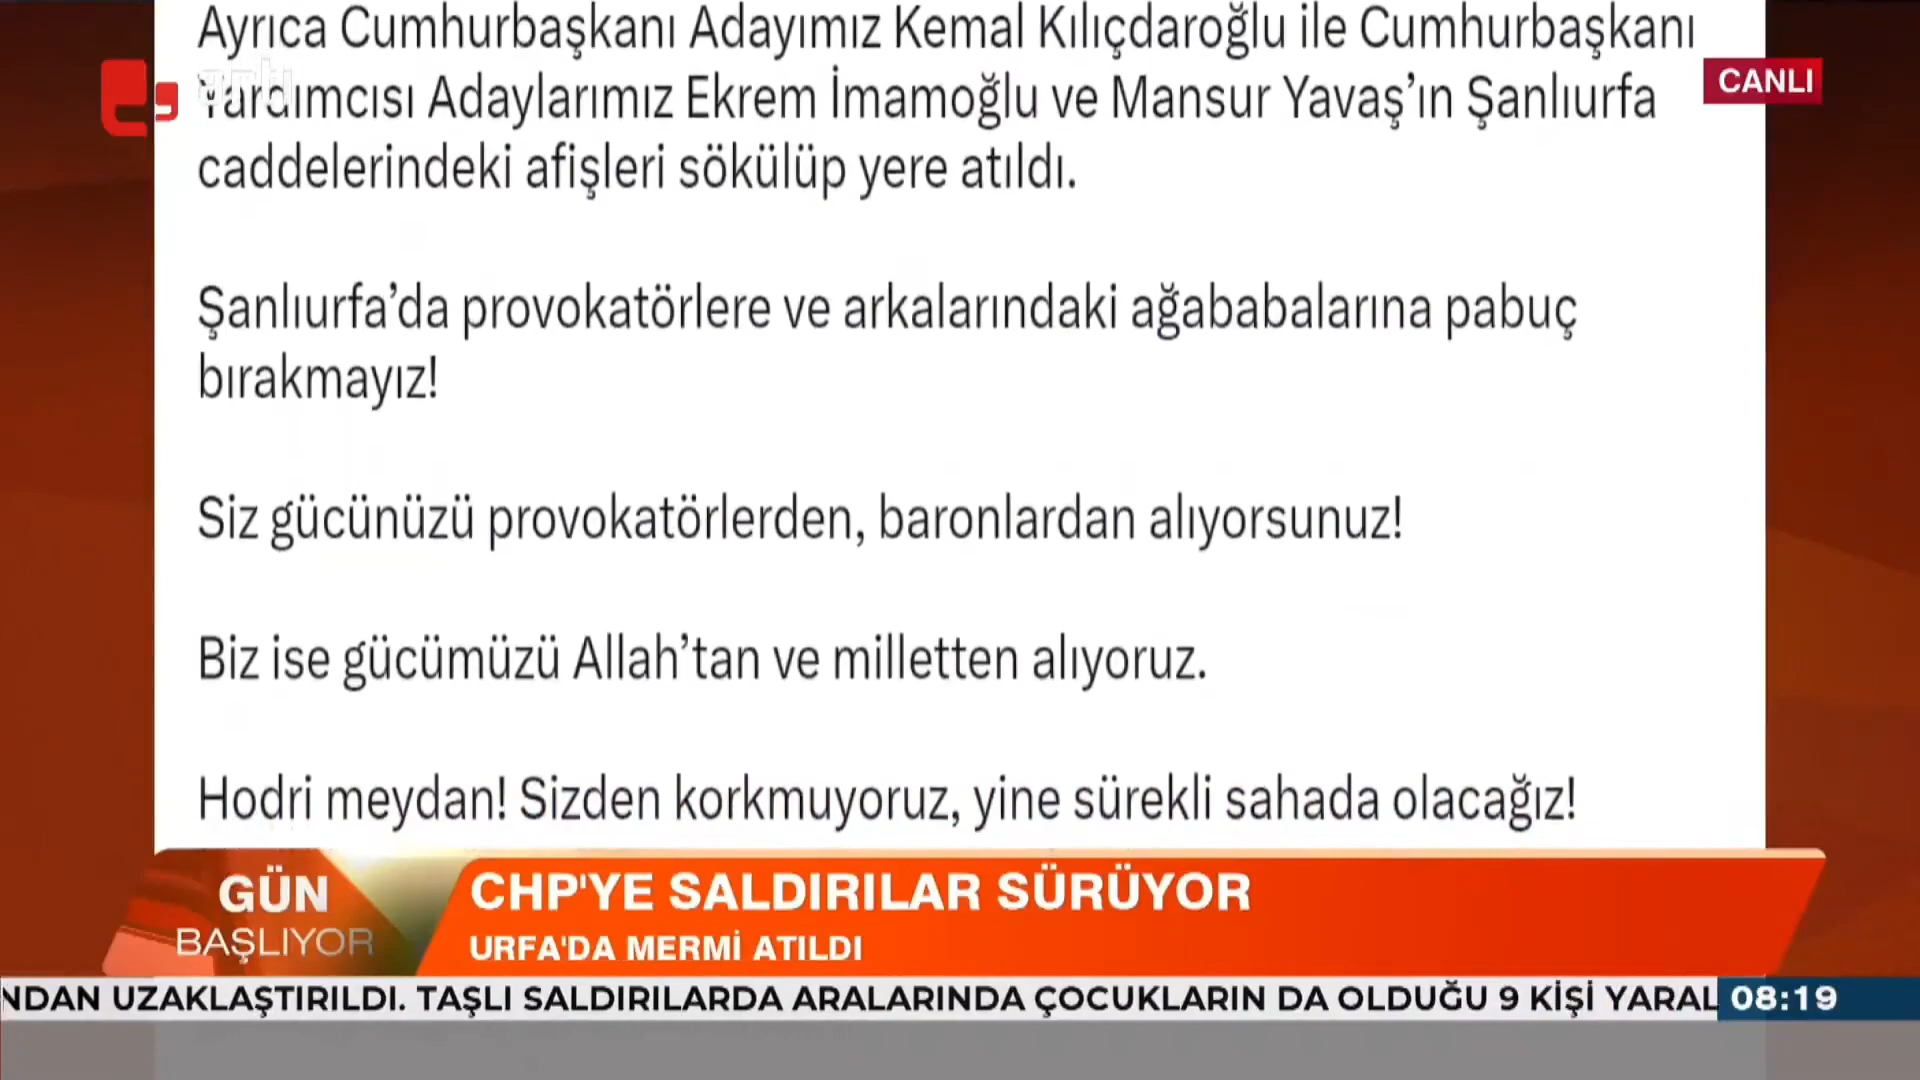 Ayrıca Cumhurbaşkanı Adayımız Kemal Kılıçdaroğlu ile Cumhurbaşkanı
artı
Yardımcısı Adaylarımız Ekrem İmamoğlu ve Mansur Yavaş’ın Şanlıurfa
CANLI
caddelerindeki afişleri sökülüp yere atıldı.
Şanlıurfa’da provokatörlere ve arkalarındaki ağababalarına pabuç
bırakmayız!
Siz gücünüzü provokatörlerden, baronlardan alıyorsunuz!
Biz ise gücümüzü Allah’tan ve milletten alıyoruz.
Hodri meydan! Sizden korkmuyoruz, yine sürekli sahada olacağız!
GÜN
BAŞLIYOR
CHP'YE SALDIRILAR SÜRÜYOR
URFA'DA MERMİ ATILDI
NDAN UZAKLAŞTIRILDI. TAŞLI SALDIRILARDA ARALARINDA ÇOCUKLARIN DA OLDUĞU 9 KİŞİ YARAL
08:19